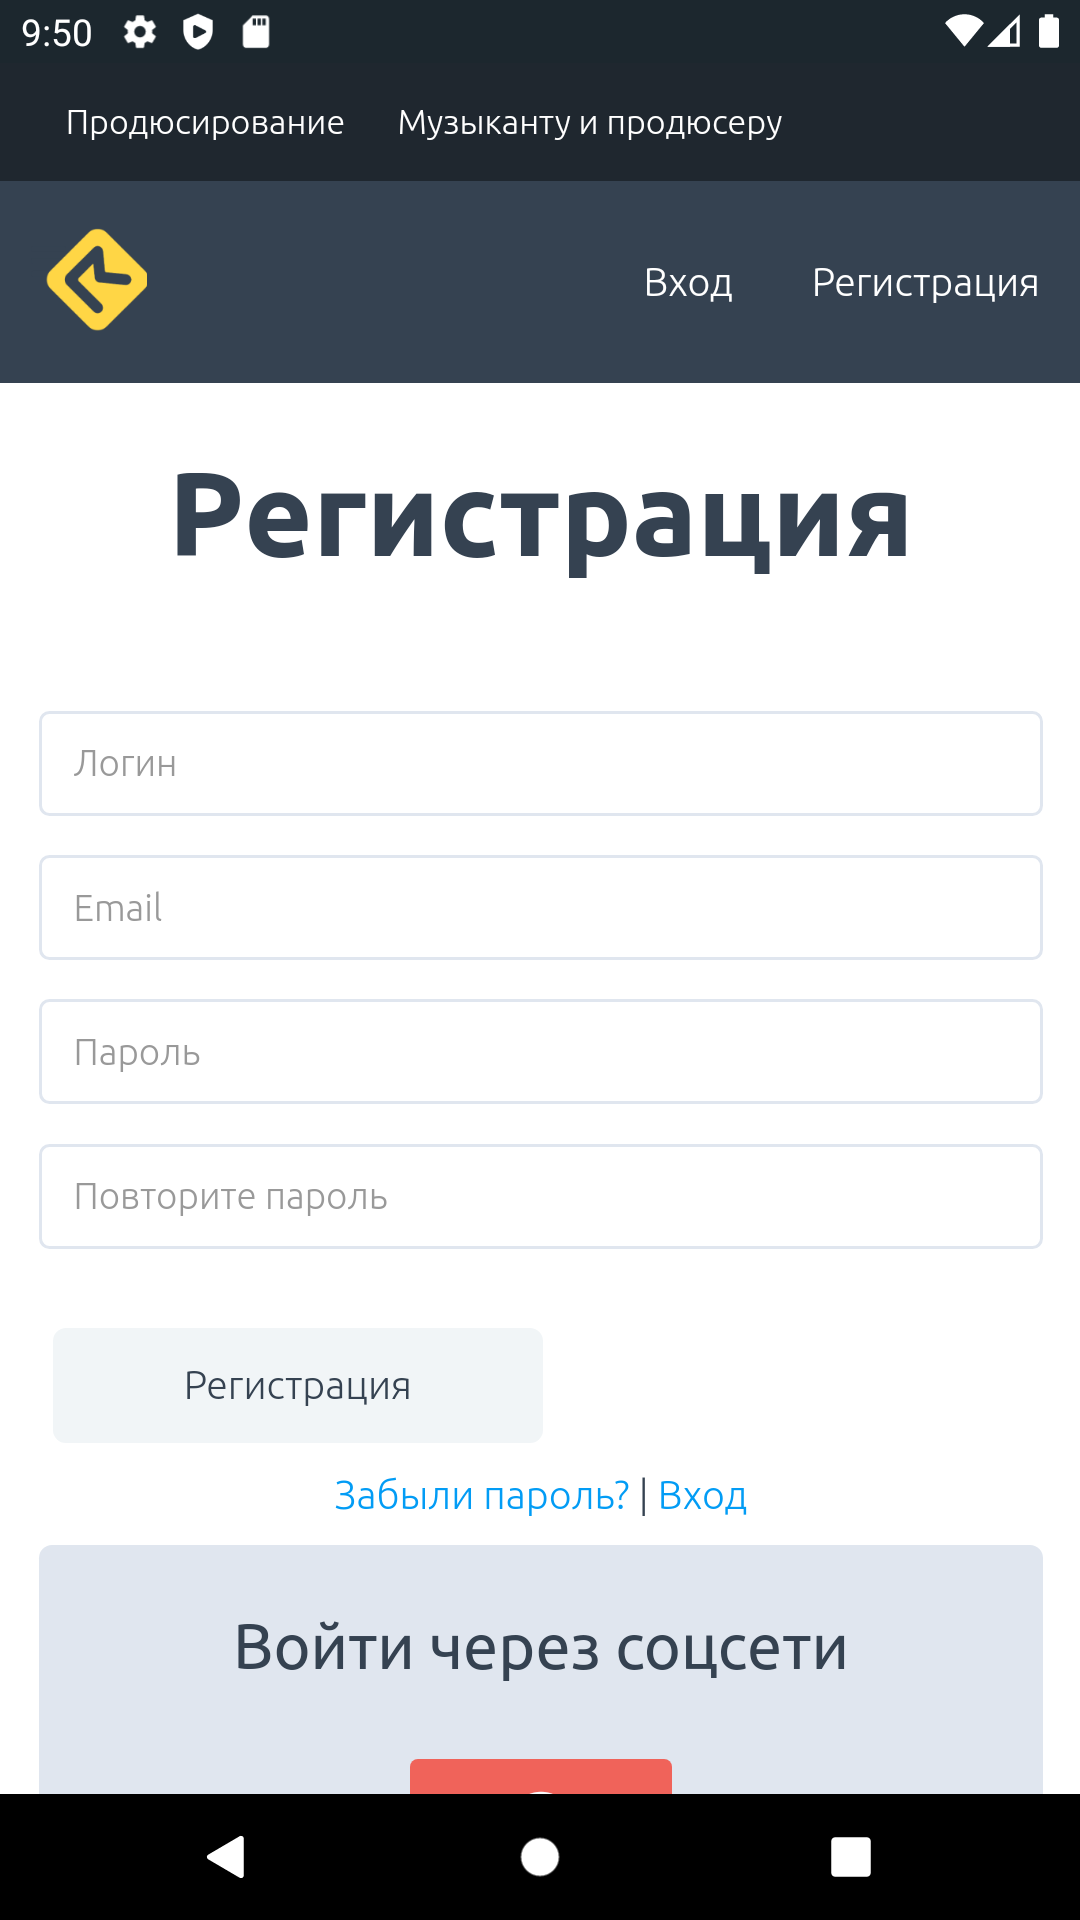 9:50
Продюсирование Музыканту и продюсеру
Вход Регистрация
Регистрация
Логин
Email
Пароль
Повторите пароль
Регистрация
Забыли пароль? | Вход
Войти через соцсети